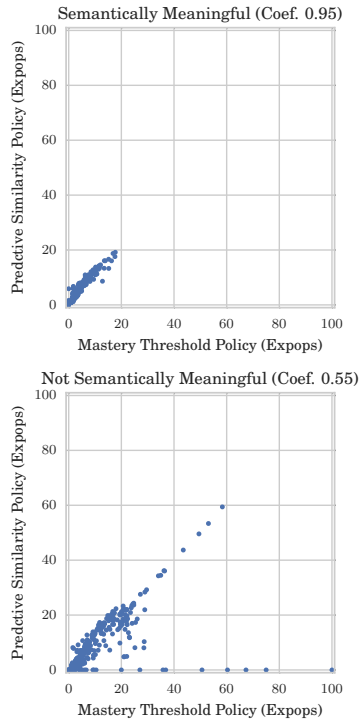 Semantically Meaningful (Coef. 0.95)
100
80
60
40
20
0
Predctive Similarity Policy (Expops)
0 20 40 60 80 100
Mastery Threshold Policy (Expops)
Not Semantically Meaningful (Coef. 0.55)
100
80
60
40
20
0
Predctive Similarity Policy (Expops)
0 20 40 60 80 100
Mastery Threshold Policy (Expops)